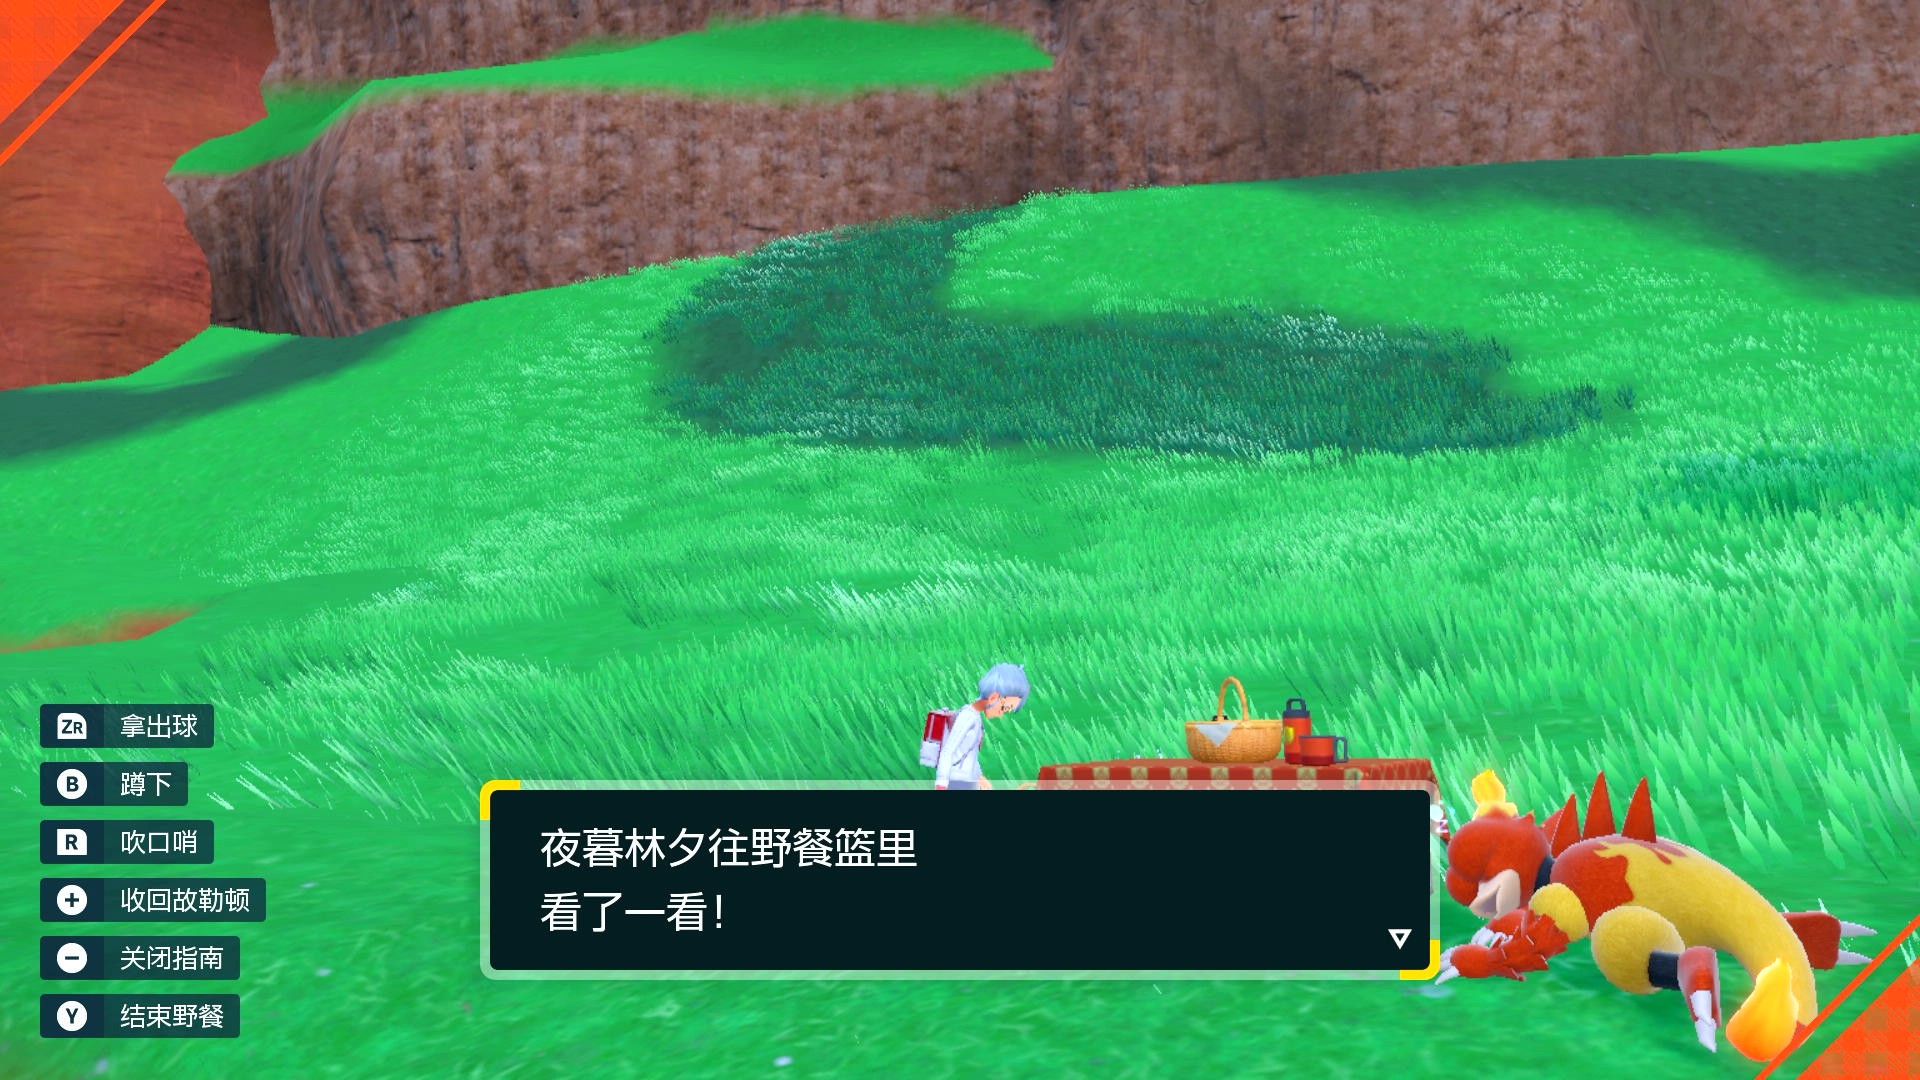 夜暮林夕往野餐篮里
看了一看！
ZR 拿出球
B 蹲下
R 吹口哨
+ 收回故勒顿
− 关闭指南
Y 结束野餐